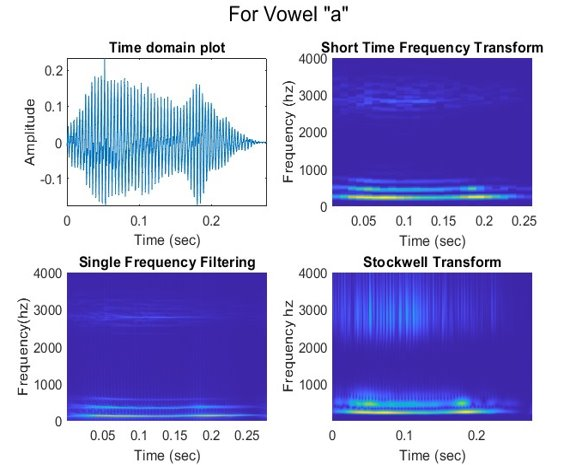 For Vowel "a"
Time domain plot
0.2
0.1
0
-0.1
Amplitude
0 0.1 0.2
Time (sec)
Short Time Frequency Transform
4000
3000
2000
1000
0
Frequency (hz)
0.05 0.1 0.15 0.2 0.25
Time (sec)
Single Frequency Filtering
4000
3000
2000
1000
0
Frequency(hz)
0.05 0.1 0.15 0.2 0.25
Time (sec)
Stockwell Transform
4000
3000
2000
1000
0
Frequency hz
0 0.2
Time (sec)